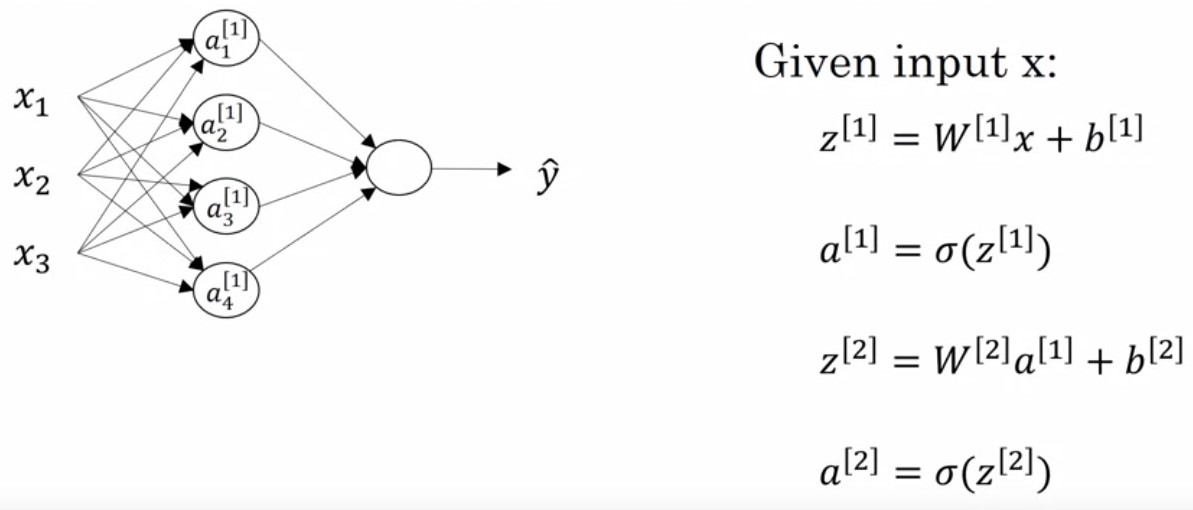 x₁
x₂
x₃
a₁^[1]
a₂^[1]
a₃^[1]
a₄^[1]
ŷ
Given input x:
z^[1] = W^[1]x + b^[1]
a^[1] = σ(z^[1])
z^[2] = W^[2]a^[1] + b^[2]
a^[2] = σ(z^[2])